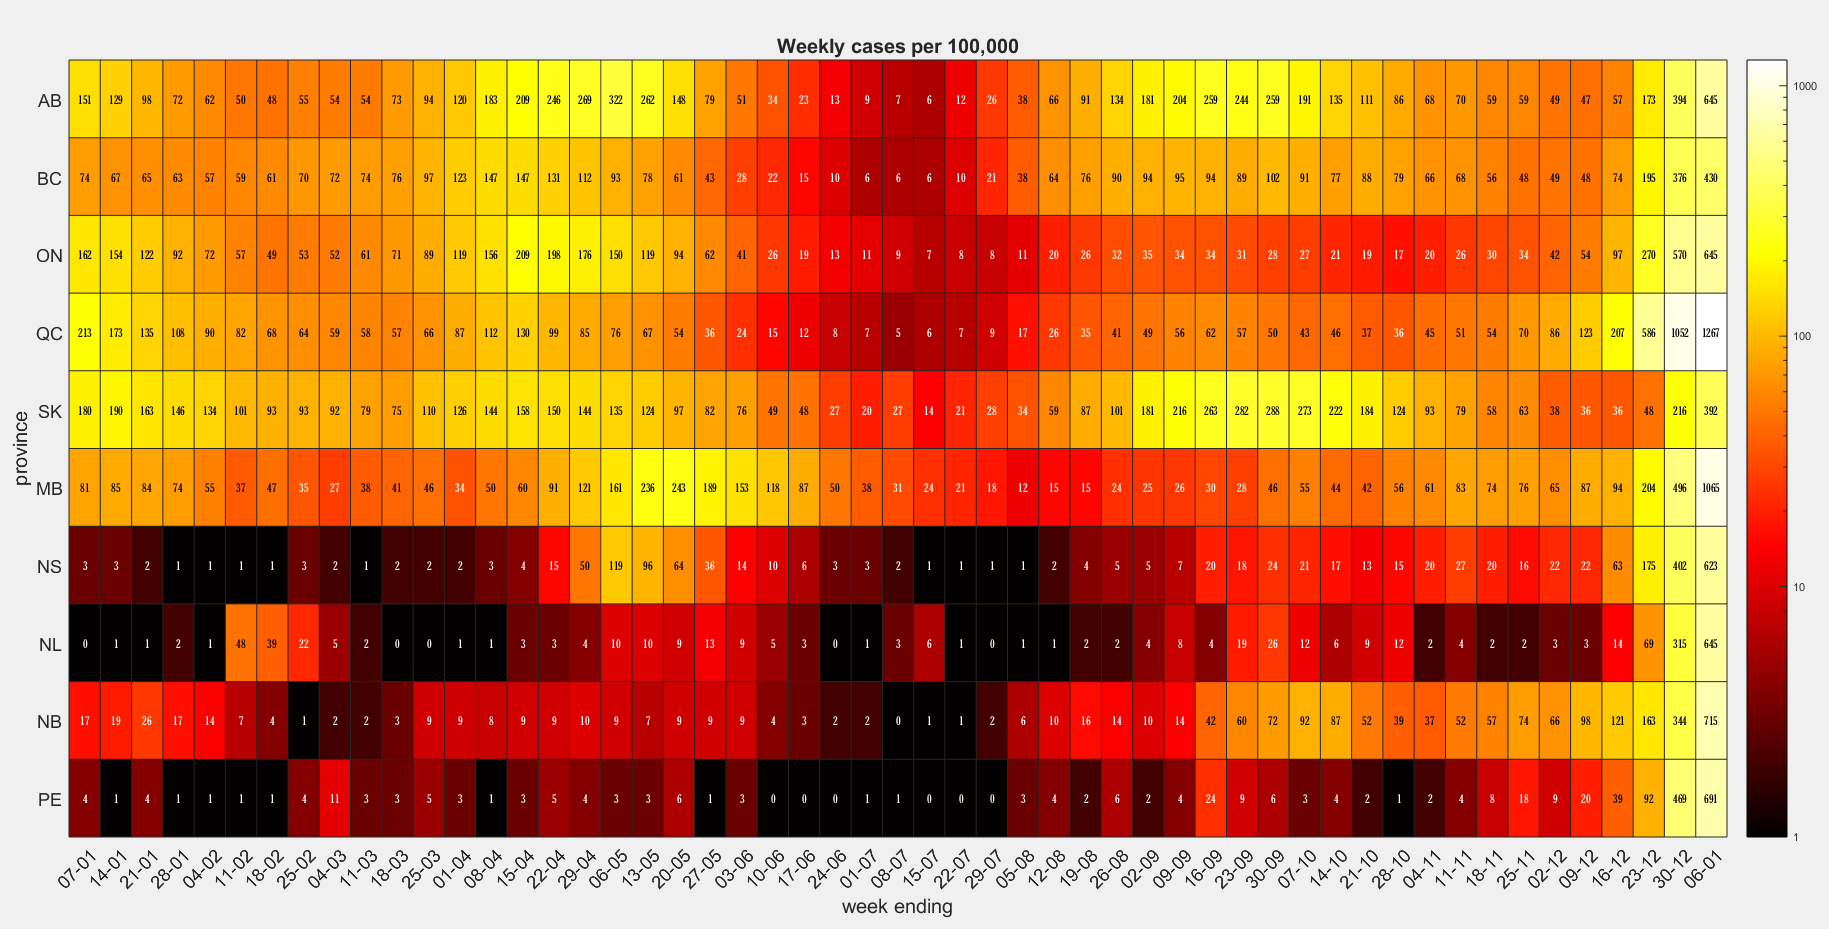 Weekly cases per 100,000
AB 151 129 98 72 62 50 48 55 54 54 73 94 120 183 209 246 269 322 262 148 79 51 34 23 13 9 7 6 12 26 38 66 91 134 181 204 259 244 259 191 135 111 86 68 70 59 59 49 47 57 173 394 645
BC 74 67 65 63 57 59 61 70 72 74 76 97 123 147 147 131 112 93 78 61 43 28 22 15 10 6 6 6 10 21 38 64 76 90 94 95 94 89 102 91 77 88 79 66 68 56 48 49 48 74 195 376 430
ON 162 154 122 92 72 57 49 53 52 61 71 89 119 156 209 198 176 150 119 94 62 41 26 19 13 11 9 7 8 8 11 20 26 32 35 34 34 31 28 27 21 19 17 20 26 30 34 42 54 97 270 570 645
QC 213 173 135 108 90 82 68 64 59 58 57 66 87 112 130 99 85 76 67 54 36 24 15 12 8 7 5 6 7 9 17 26 35 41 49 56 62 57 50 43 46 37 36 45 51 54 70 86 123 207 586 1052 1267
SK 180 190 163 146 134 101 93 93 92 79 75 110 126 144 158 150 144 135 124 97 82 76 49 48 27 20 27 14 21 28 34 59 87 101 181 216 263 282 288 273 222 184 124 93 79 58 63 38 36 36 48 216 392
MB 81 85 84 74 55 37 47 35 27 38 41 46 34 50 60 91 121 161 236 243 189 153 118 87 50 38 31 24 21 18 12 15 15 24 25 26 30 28 46 55 44 42 56 61 83 74 76 65 87 94 204 496 1065
NS 3 3 2 1 1 1 1 3 2 1 2 2 2 3 4 15 50 119 96 64 36 14 10 6 3 3 2 1 1 1 1 2 4 5 5 7 20 18 24 21 17 13 15 20 27 20 16 22 22 63 175 402 623
NL 0 1 1 2 1 48 39 22 5 2 0 0 1 1 3 3 4 10 10 9 13 9 5 3 0 1 3 6 1 0 1 1 2 2 4 8 4 19 26 12 6 9 12 2 4 2 2 3 3 14 69 315 645
NB 17 19 26 17 14 7 4 1 2 2 3 9 9 8 9 9 10 9 7 9 9 9 4 3 2 2 0 1 1 2 6 10 16 14 10 14 42 60 72 92 87 52 39 37 52 57 74 66 98 121 163 344 715
PE 4 1 4 1 1 1 1 4 11 3 3 5 3 1 3 5 4 3 3 6 1 3 0 0 0 1 1 0 0 0 3 4 2 6 2 4 24 9 6 3 4 2 1 2 4 8 18 9 20 39 92 469 691
province
07-01 14-01 21-01 28-01 04-02 11-02 18-02 25-02 04-03 11-03 18-03 25-03 01-04 08-04 15-04 22-04 29-04 06-05 13-05 20-05 27-05 03-06 10-06 17-06 24-06 01-07 08-07 15-07 22-07 29-07 05-08 12-08 19-08 26-08 02-09 09-09 16-09 23-09 30-09 07-10 14-10 21-10 28-10 04-11 11-11 18-11 25-11 02-12 09-12 16-12 23-12 30-12 06-01
week ending
1000
100
10
1